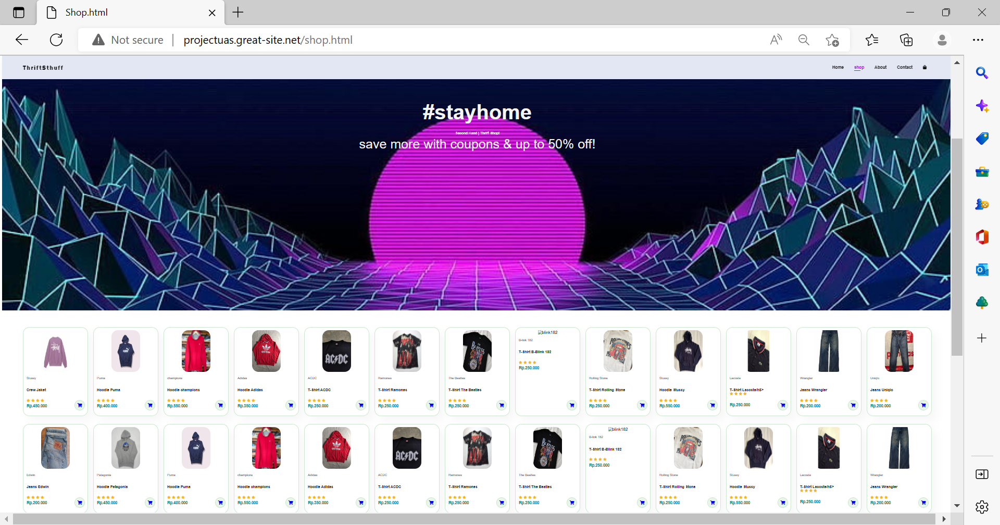 Shop.html
Not secure
projectuas.great-site.net/shop.html
ThriftSthuff
Home shop About Contact
#stayhome
Second Hand | Thrift Shop!
save more with coupons & up to 50% off!
blink182
Stussy Puma champions Adidas ACDC Ramones The Beatles B-link 182 Rolling Stone Stussy Lacoste Wrangler Uniqlo
Crew Jaket Hoodie Puma Hoodie champions Hoodie Adidas T-Shirt ACDC T-Shirt Ramones T-Shirt The Beatles T-Shirt B-Blink 182 T-Shirt Rolling Stone Hoodie Stussy T-Shirt Lacoste/h5> Jeans Wrangler Jeans Uniqlo
Rp.450.000 Rp.400.000 Rp.550.000 Rp.350.000 Rp.250.000 Rp.250.000 Rp.250.000 Rp.250.000 Rp.250.000 Rp.550.000 Rp.250.000 Rp.200.000 Rp.200.000
blink182
Edwin Patagonia Puma champions Adidas ACDC Ramones The Beatles B-link 182 Rolling Stone Stussy Lacoste Wrangler
Jeans Edwin Hoodie Patagonia Hoodie Puma Hoodie champions Hoodie Adidas T-Shirt ACDC T-Shirt Ramones T-Shirt The Beatles T-Shirt B-Blink 182 T-Shirt Rolling Stone Hoodie Stussy T-Shirt Lacoste/h5> Jeans Wrangler
Rp.200.000 Rp.450.000 Rp.400.000 Rp.550.000 Rp.350.000 Rp.250.000 Rp.250.000 Rp.250.000 Rp.250.000 Rp.250.000 Rp.550.000 Rp.250.000 Rp.200.000